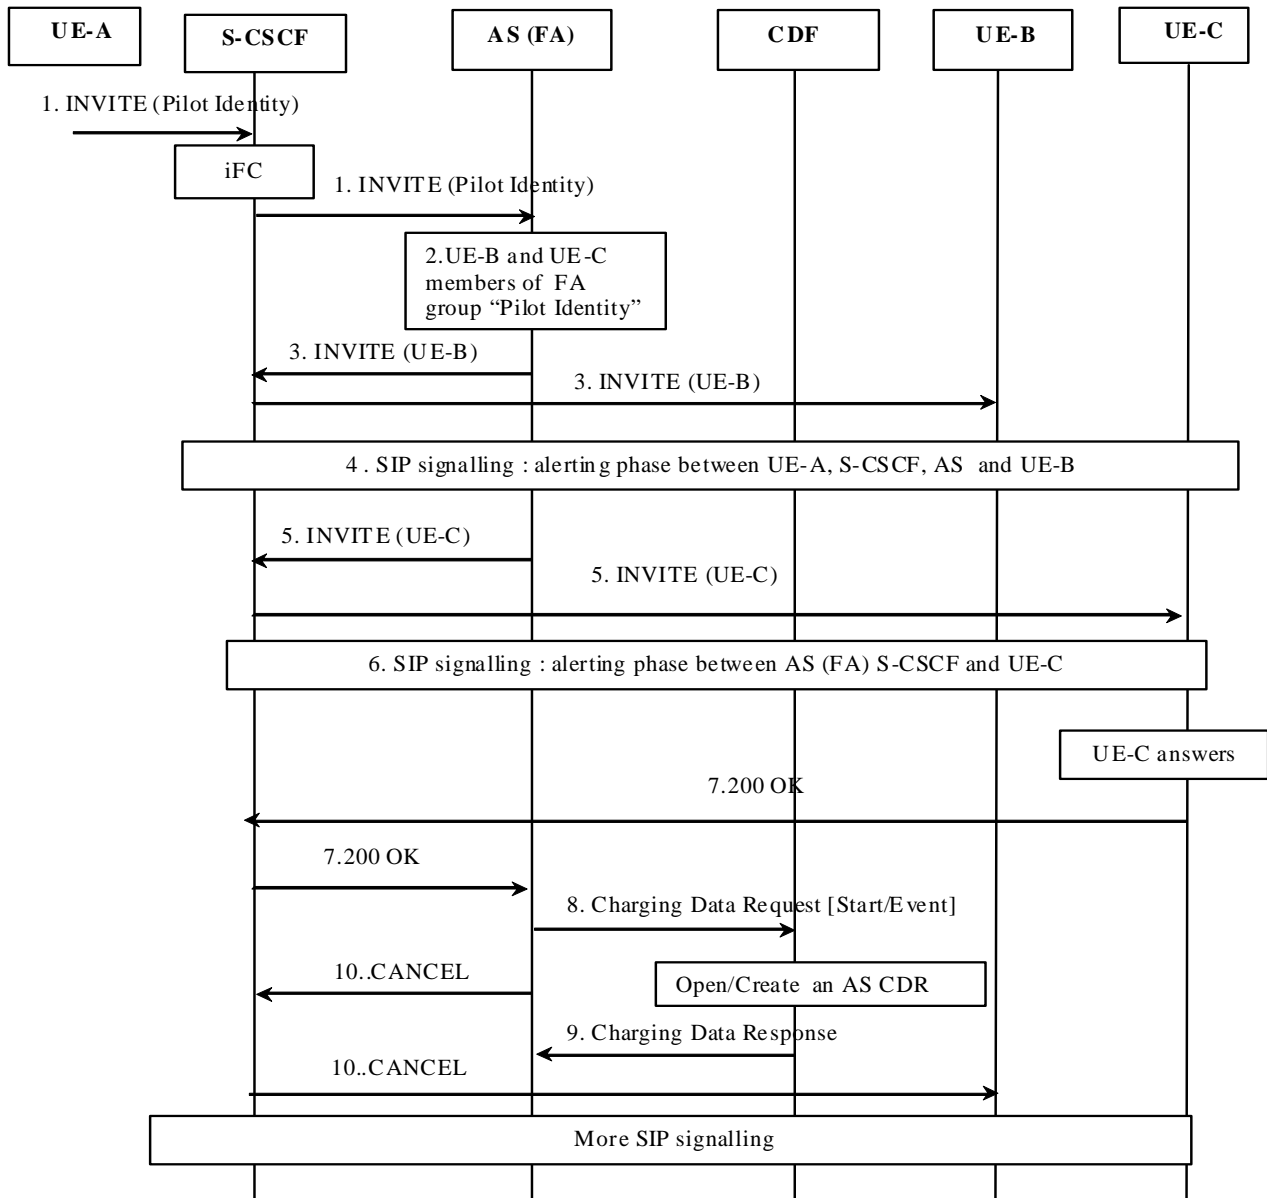 UE-A
S-CSCF
AS (FA)
CDF
UE-B
UE-C
1. INVITE (Pilot Identity)
iFC
1. INVITE (Pilot Identity)
2.UE-B and UE-C
members of FA
group “Pilot Identity”
3. INVITE (UE-B)
3. INVITE (UE-B)
4 . SIP signalling : alerting phase between UE-A, S-CSCF, AS and UE-B
5. INVITE (UE-C)
5. INVITE (UE-C)
6. SIP signalling : alerting phase between AS (FA) S-CSCF and UE-C
UE-C answers
7.200 OK
7.200 OK
8. Charging Data Request [Start/Event]
10..CANCEL
Open/Create an AS CDR
9. Charging Data Response
10..CANCEL
More SIP signalling